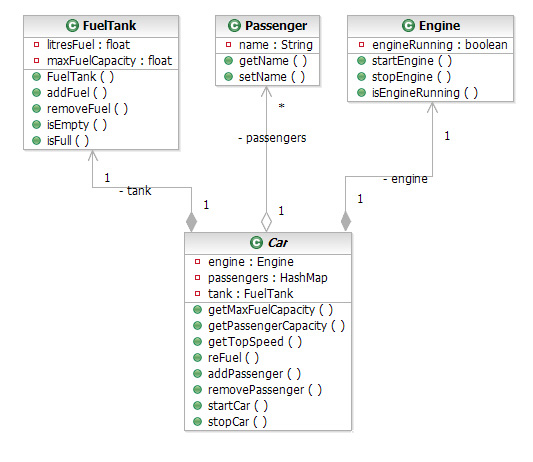 C FuelTank
litresFuel : float
maxFuelCapacity : float
FuelTank ( )
addFuel ( )
removeFuel ( )
isEmpty ( )
isFull ( )
C Passenger
name : String
getName ( )
setName ( )
C Engine
engineRunning : boolean
startEngine ( )
stopEngine ( )
isEngineRunning ( )
*
- passengers
1
- engine
1
- tank
1
1
1
1
C Car
engine : Engine
passengers : HashMap
tank : FuelTank
getMaxFuelCapacity ( )
getPassengerCapacity ( )
getTopSpeed ( )
reFuel ( )
addPassenger ( )
removePassenger ( )
startCar ( )
stopCar ( )